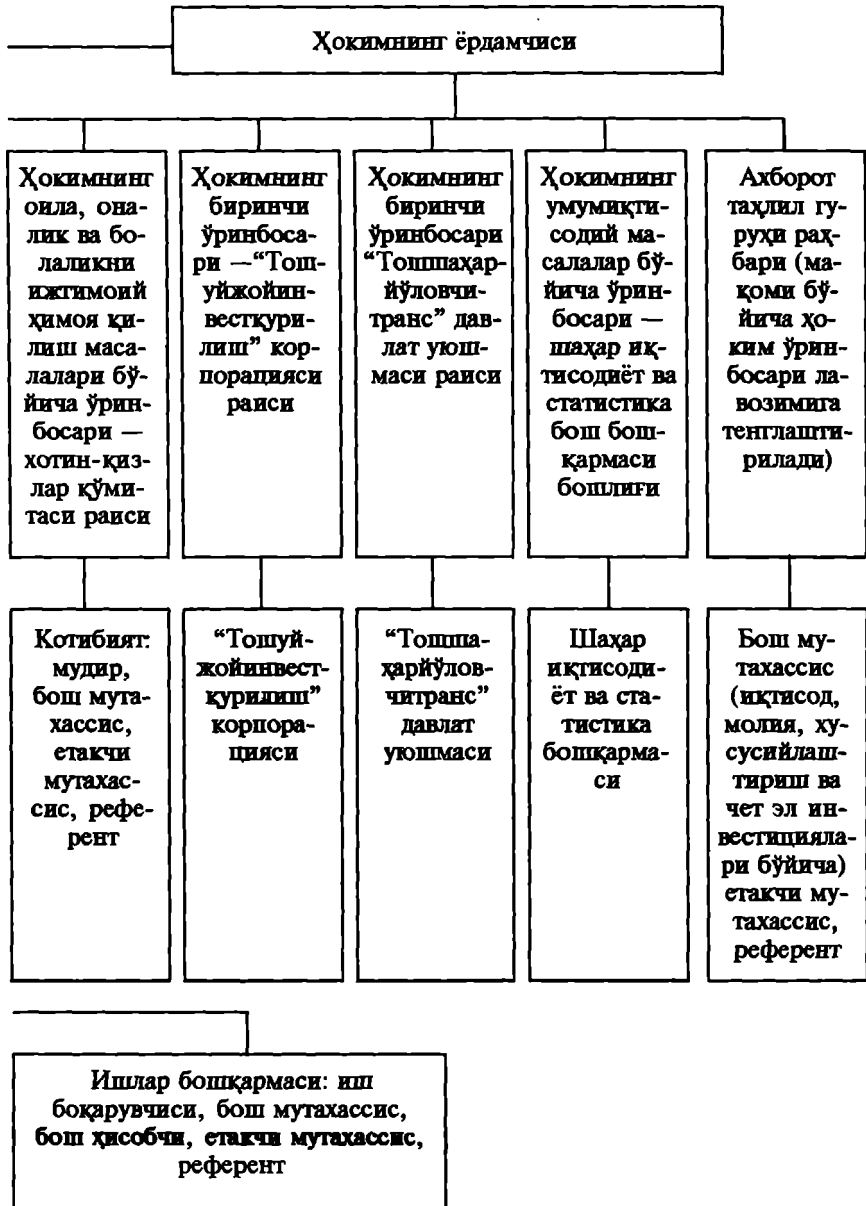 Ҳокимнинг ёрдамчиси
Ҳокимнинг
оила, она-
лик ва бо-
лаликни
ижтимоий
ҳимоя қи-
лиш маса-
лалари бў-
йича ўрин-
босари —
хотин-қиз-
лар қўми-
таси раиси
Ҳокимнинг
биринчи
ўринбоса-
ри —“Тош-
уйжойин-
вестқури-
лиш” кор-
порацияси
раиси
Ҳокимнинг
биринчи
ўринбосари
“Тошшаҳар-
йўловчи-
транс” дав-
лат уюш-
маси раиси
Ҳокимнинг
умумиқти-
содий ма-
салалар бў-
йича ўрин-
босари —
шаҳар иқ-
тисодиёт ва
статистика
бош бош-
қармаси
бошлиғи
Ахборот
таҳлил гу-
руҳи раҳ-
бари (ма-
қоми бў-
йича ҳо-
ким ўрин-
босари ла-
возимига
тенглашти-
рилади)
Котибият:
мудир,
бош мута-
хассис,
етакчи
мутахас-
сис, рефе-
рент
“Тошуй-
жойинвест-
қурилиш”
корпора-
цияси
“Тошша-
ҳарйўлов-
читранс”
давлат
уюшмаси
Шаҳар
иқтисоди-
ёт ва ста-
тистика
бошқарма-
си
Бош му-
тахассис
(иқтисод,
молия, ху-
сусийлаш-
тириш ва
чет эл ин-
вестицияла-
ри бўйича)
етакчи му-
тахассис,
референт
Ишлар бошқармаси: иш
боқарувчиси, бош мутахассис,
бош ҳисобчи, етакчи мутахассис,
референт